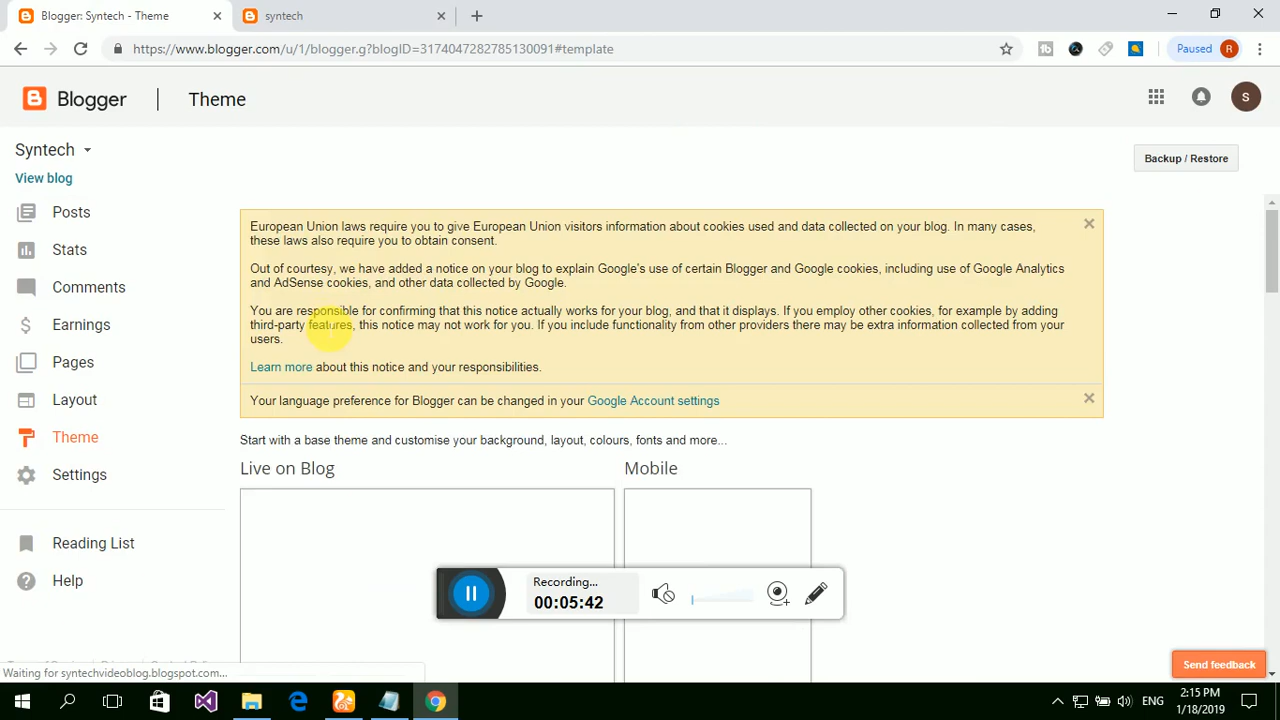 Blogger: Syntech - Theme
syntech
https://www.blogger.com/u/1/blogger.g?blogID=3174047282785130091#template
Paused
R
Blogger
Theme
S
Syntech
View blog
Backup / Restore
Posts
Stats
Comments
Earnings
Pages
Layout
Theme
Settings
Reading List
Help
European Union laws require you to give European Union visitors information about cookies used and data collected on your blog. In many cases,
these laws also require you to obtain consent.
Out of courtesy, we have added a notice on your blog to explain Google's use of certain Blogger and Google cookies, including use of Google Analytics
and AdSense cookies, and other data collected by Google.
You are responsible for confirming that this notice actually works for your blog, and that it displays. If you employ other cookies, for example by adding
third-party features, this notice may not work for you. If you include functionality from other providers there may be extra information collected from your
users.
Learn more about this notice and your responsibilities.
Your language preference for Blogger can be changed in your Google Account settings
Start with a base theme and customise your background, layout, colours, fonts and more...
Live on Blog
Mobile
Recording...
00:05:42
Send feedback
Waiting for syntechvideoblog.blogspot.com...
ENG
2:15 PM
1/18/2019